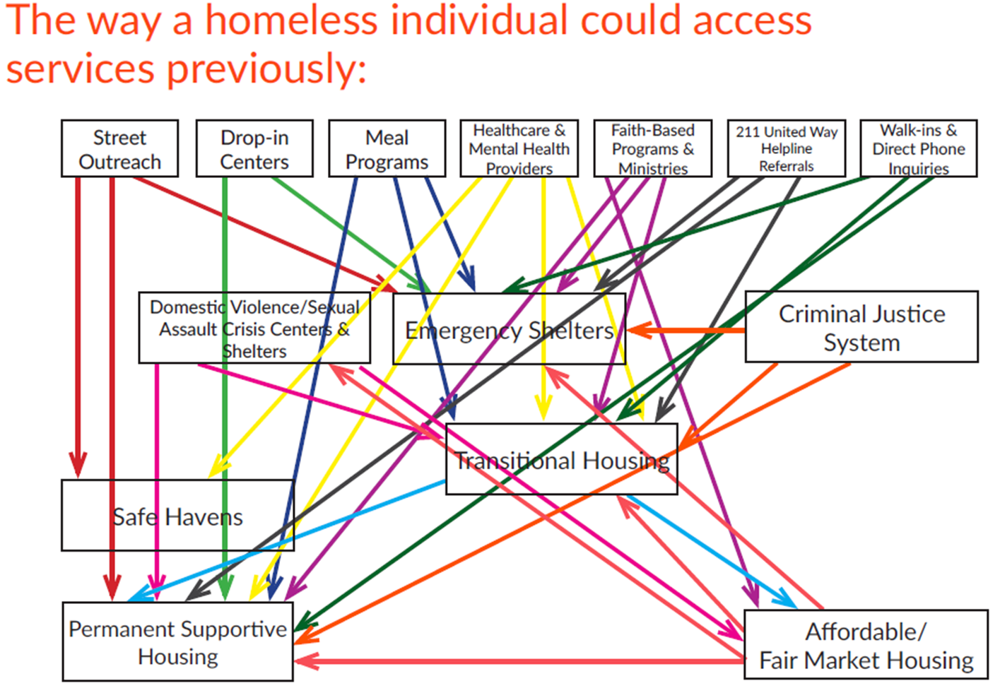 The way a homeless individual could access
services previously:
Street
Outreach
Drop-in
Centers
Meal
Programs
Healthcare &
Mental Health
Providers
Faith-Based
Programs &
Ministries
211 United Way
Helpline
Referrals
Walk-ins &
Direct Phone
Inquiries
Domestic Violence/Sexual
Assault Crisis Centers &
Shelters
Emergency Shelters
Criminal Justice
System
Transitional Housing
Safe Havens
Permanent Supportive
Housing
Affordable/
Fair Market Housing